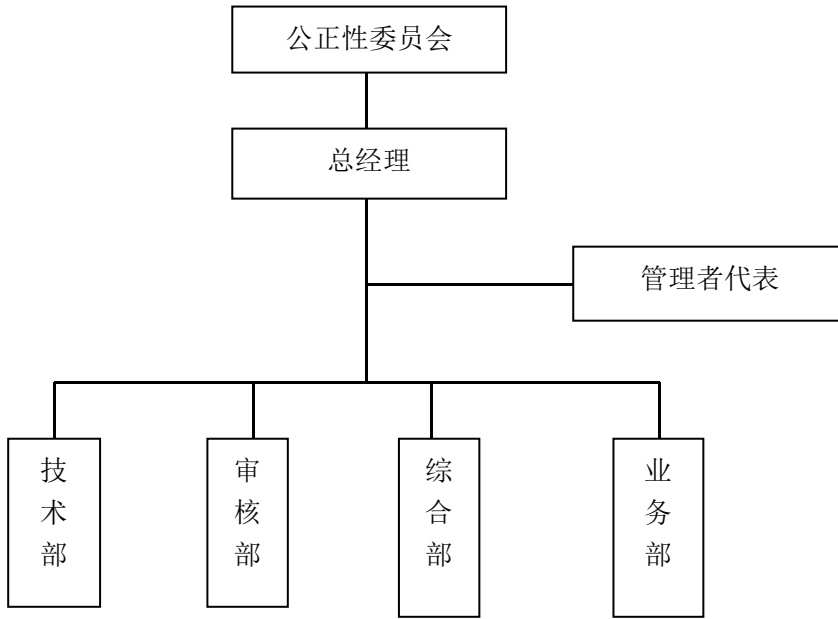 公正性委员会
总经理
管理者代表
技术部
审核部
综合部
业务部